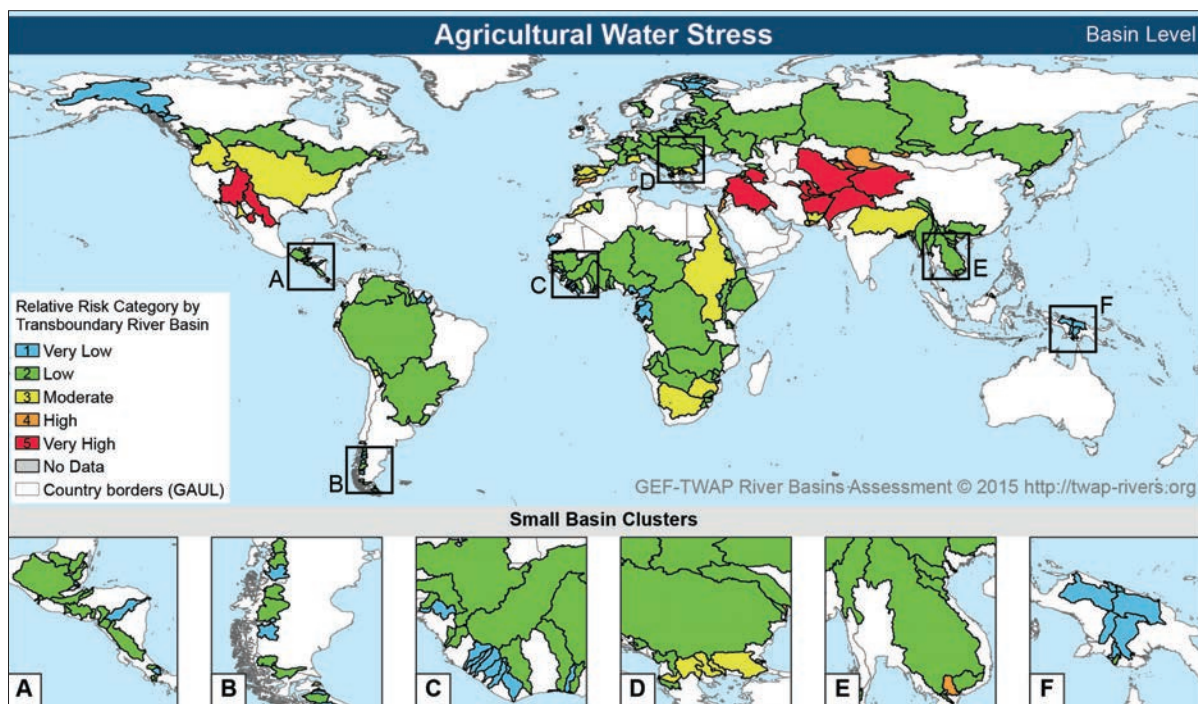 Agricultural Water Stress
Basin Level
A
B
C
D
E
F
Relative Risk Category by
Transboundary River Basin
1 Very Low
2 Low
3 Moderate
4 High
5 Very High
No Data
Country borders (GAUL)
GEF-TWAP River Basins Assessment © 2015 http://twap-rivers.org
Small Basin Clusters
A
B
C
D
E
F